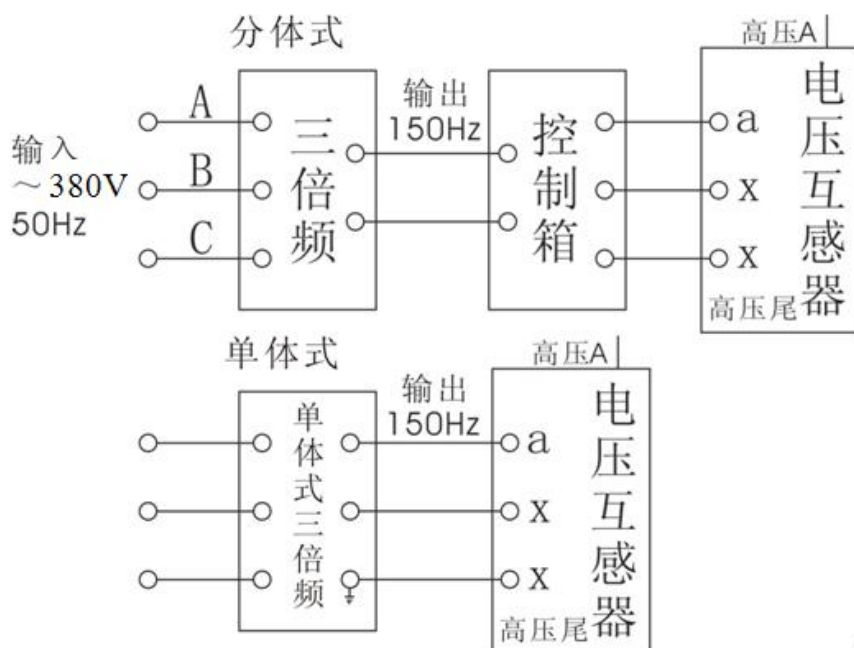 分体式
高压A
输入
～380V
50Hz
A
B
C
三倍频
输出
150Hz
控制箱
a
x
x
电压互感器
高压尾
单体式
高压A
单体式三倍频
输出
150Hz
a
x
x
电压互感器
高压尾